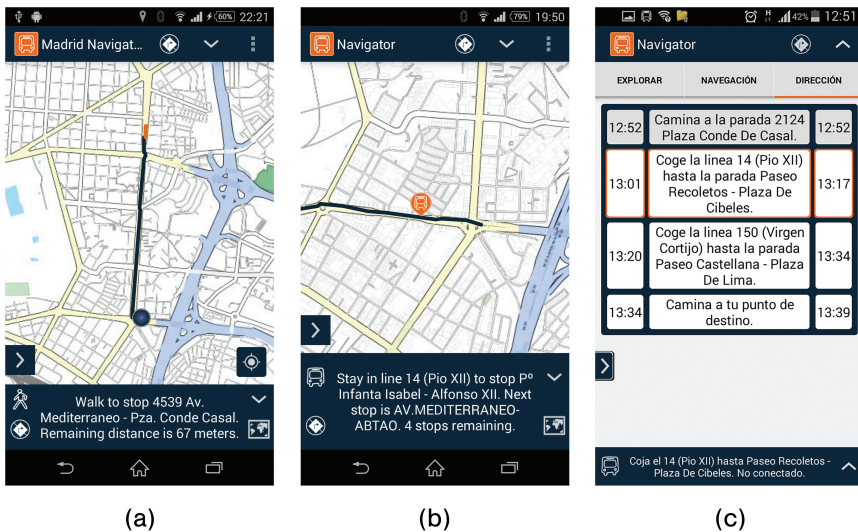 60% 22:21
Madrid Navigat...
Walk to stop 4539 Av.
Mediterraneo - Pza. Conde Casal.
Remaining distance is 67 meters.
(a)
79% 19:50
Navigator
Stay in line 14 (Pio XII) to stop Pº
Infanta Isabel - Alfonso XII. Next
stop is AV.MEDITERRANEO-
ABTAO. 4 stops remaining.
(b)
H 42% 12:51
Navigator
EXPLORAR NAVEGACIÓN DIRECCIÓN
12:52 Camina a la parada 2124 12:52
Plaza Conde De Casal.
Coge la linea 14 (Pio XII)
13:01 hasta la parada Paseo 13:17
Recoletos - Plaza De
Cibeles.
Coge la linea 150 (Virgen
13:20 Cortijo) hasta la parada 13:34
Paseo Castellana - Plaza
De Lima.
13:34 Camina a tu punto de 13:39
destino.
Coja el 14 (Pio XII) hasta Paseo Recoletos -
Plaza De Cibeles. No conectado.
(c)